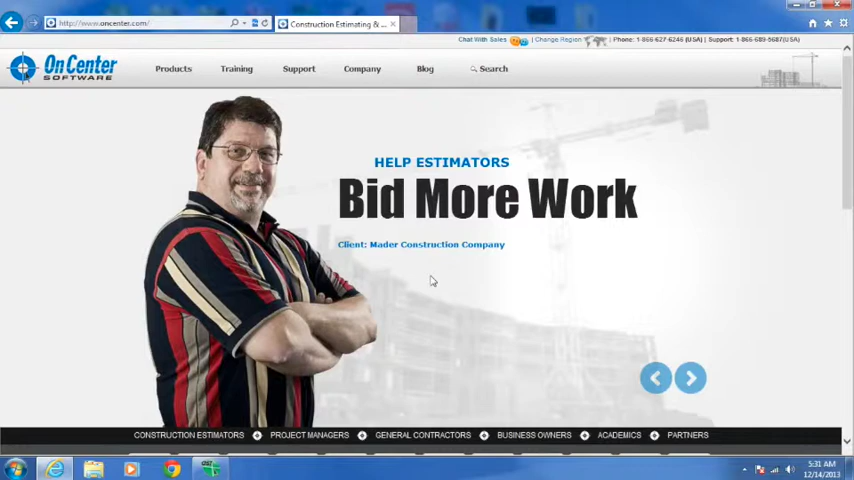 http://www.oncenter.com/
Construction Estimating & ...
Chat With Sales
Change Region
Phone: 1-866-627-6246 (USA)
Support: 1-866-689-5687(USA)
On Center
SOFTWARE
Products
Training
Support
Company
Blog
Search
HELP ESTIMATORS
Bid More Work
Client: Mader Construction Company
CONSTRUCTION ESTIMATORS
PROJECT MANAGERS
GENERAL CONTRACTORS
BUSINESS OWNERS
ACADEMICS
PARTNERS
5:31 AM
12/14/2013